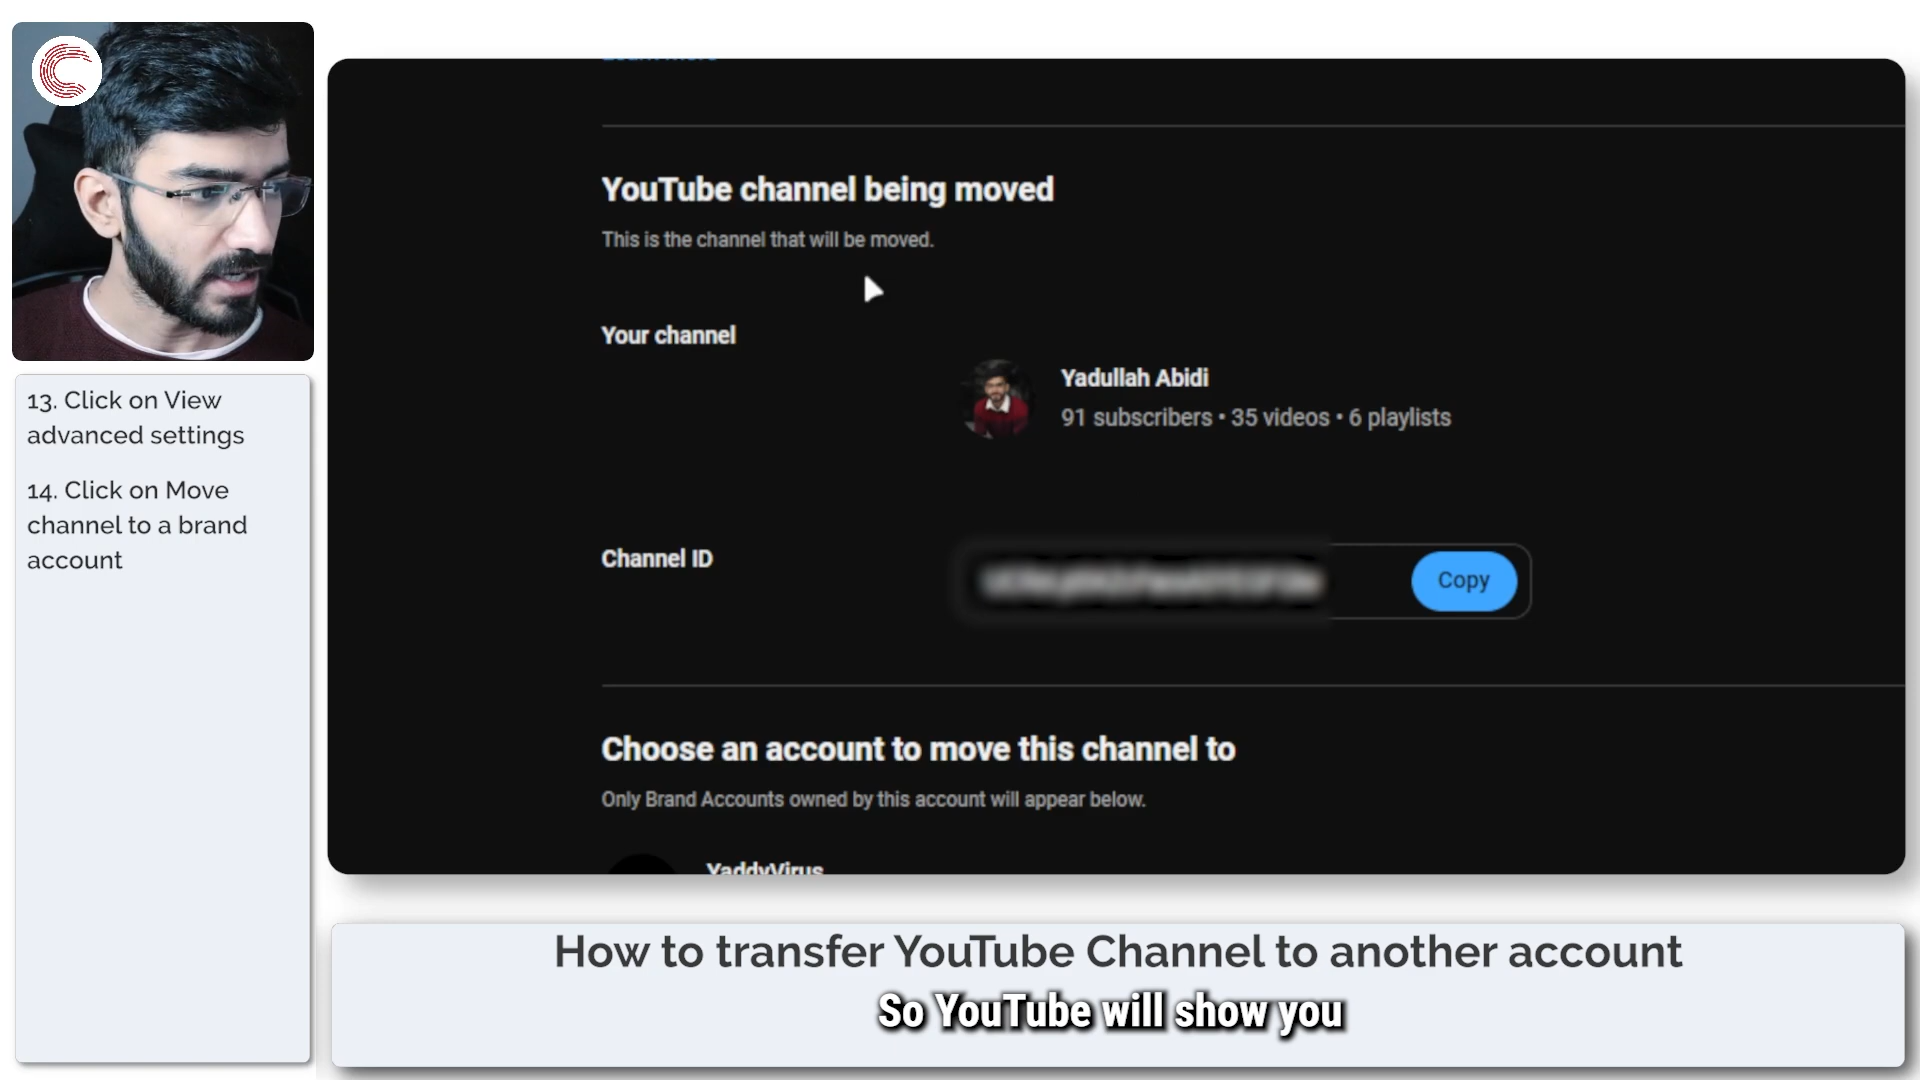 13. Click on View
advanced settings
14. Click on Move
channel to a brand
account
YouTube channel being moved
This is the channel that will be moved.
Your channel
Yadullah Abidi
91 subscribers • 35 videos • 6 playlists
Channel ID
Copy
Choose an account to move this channel to
Only Brand Accounts owned by this account will appear below.
YaddyVirus
How to transfer YouTube Channel to another account
So YouTube will show you